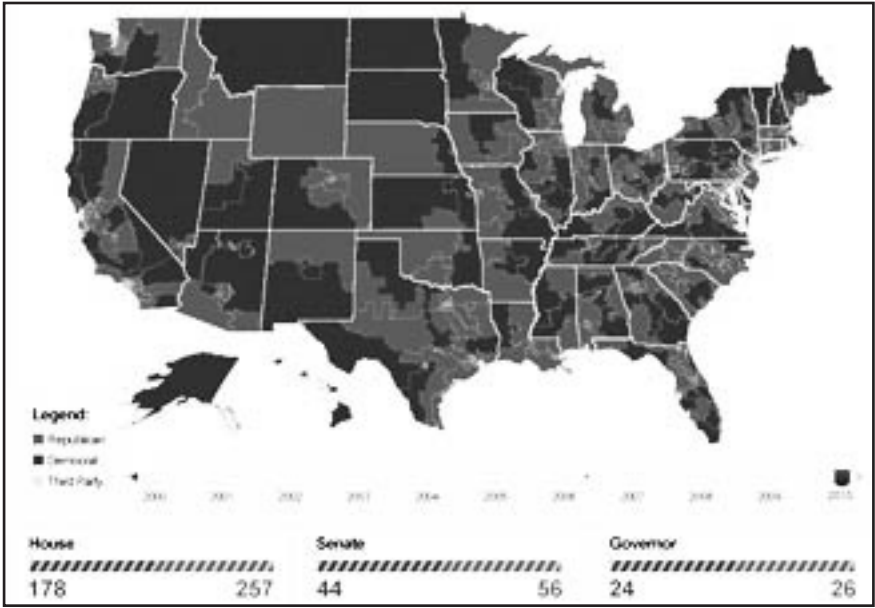 Legend:
Republican
Democrat
Third Party
2000 2001 2002 2003 2004 2005 2006 2007 2008 2009 2010
House Senate Governor
178 257 44 56 24 26